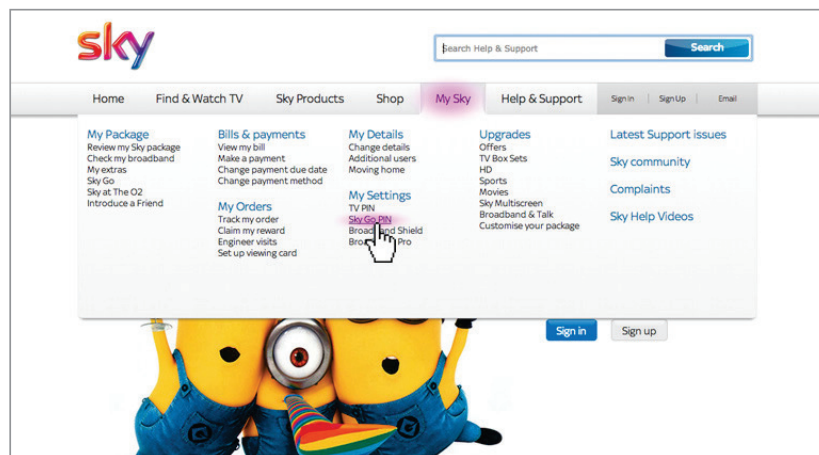 sky
Search Help & Support
Search
Home Find & Watch TV Sky Products Shop My Sky Help & Support Sign in Sign Up Email
My Package
Review my Sky package
Check my broadband
My extras
Sky Go
Sky at The O2
Introduce a Friend
Bills & payments
View my bill
Make a payment
Change payment due date
Change payment method
My Orders
Track my order
Claim my reward
Engineer visits
Set up viewing card
My Details
Change details
Additional users
Moving home
My Settings
TV PIN
Sky Go PIN
Shield
Pro
Upgrades
Offers
TV Box Sets
HD
Sports
Movies
Sky Multiscreen
Broadband & Talk
Customise your package
Latest Support issues
Sky community
Complaints
Sky Help Videos
Sign in
Sign up